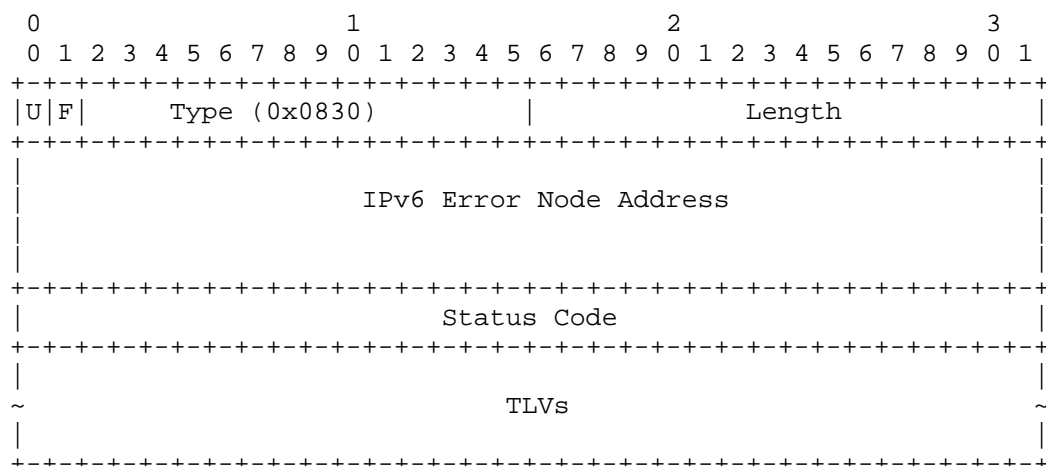 0                   1                   2                   3
 0 1 2 3 4 5 6 7 8 9 0 1 2 3 4 5 6 7 8 9 0 1 2 3 4 5 6 7 8 9 0 1
+-+-+-+-+-+-+-+-+-+-+-+-+-+-+-+-+-+-+-+-+-+-+-+-+-+-+-+-+-+-+-+-+
|U|F|     Type (0x0830)         |             Length            |
+-+-+-+-+-+-+-+-+-+-+-+-+-+-+-+-+-+-+-+-+-+-+-+-+-+-+-+-+-+-+-+-+
|                                                               |
|                     IPv6 Error Node Address                   |
|                                                               |
|                                                               |
+-+-+-+-+-+-+-+-+-+-+-+-+-+-+-+-+-+-+-+-+-+-+-+-+-+-+-+-+-+-+-+-+
|                          Status Code                          |
+-+-+-+-+-+-+-+-+-+-+-+-+-+-+-+-+-+-+-+-+-+-+-+-+-+-+-+-+-+-+-+-+
|                                                               |
~                              TLVs                             ~
|                                                               |
+-+-+-+-+-+-+-+-+-+-+-+-+-+-+-+-+-+-+-+-+-+-+-+-+-+-+-+-+-+-+-+-+